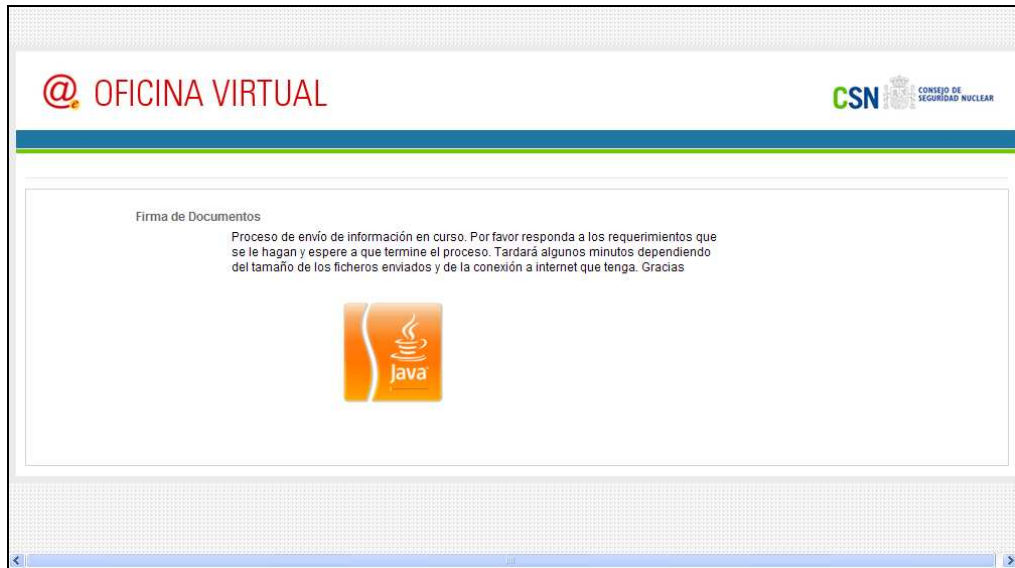 @e OFICINA VIRTUAL
CSN CONSEJO DE
SEGURIDAD NUCLEAR
Firma de Documentos
Proceso de envío de información en curso. Por favor responda a los requerimientos que
se le hagan y espere a que termine el proceso. Tardará algunos minutos dependiendo
del tamaño de los ficheros enviados y de la conexión a internet que tenga. Gracias
Java